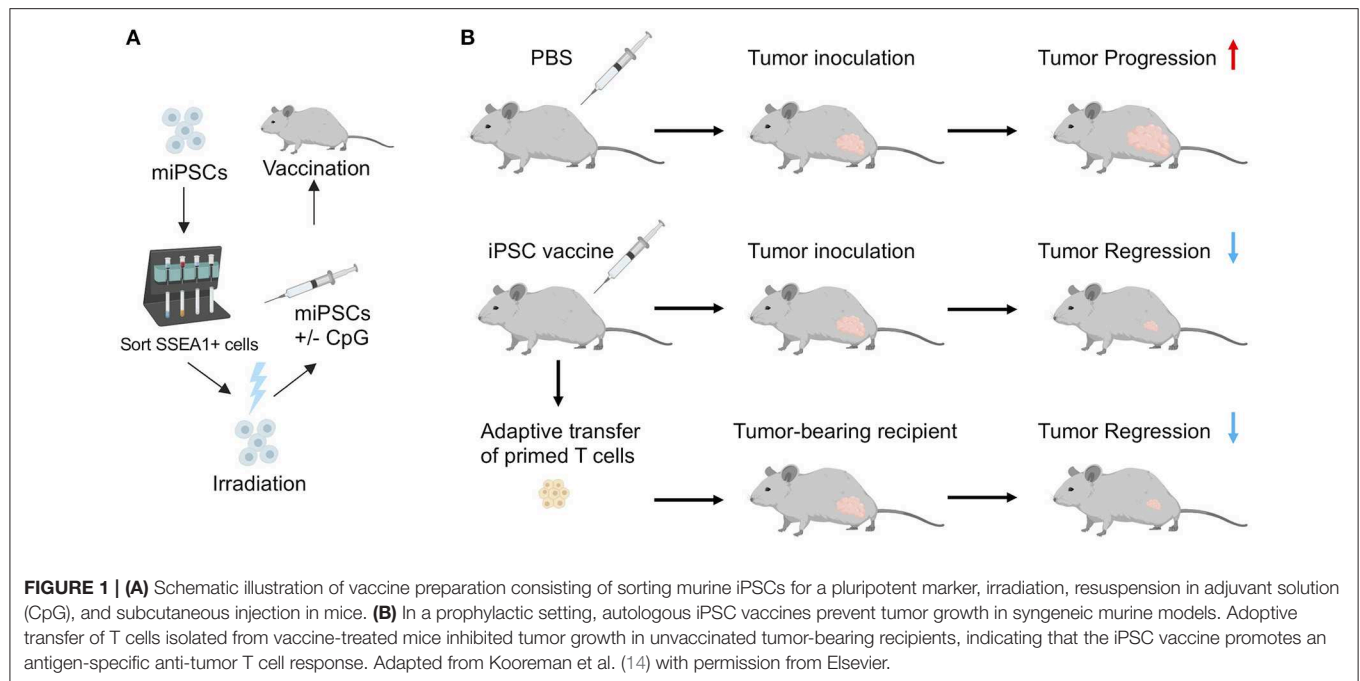 A
miPSCs
Vaccination
Sort SSEA1+ cells
miPSCs
+/- CpG
Irradiation
B
PBS
Tumor inoculation
Tumor Progression
iPSC vaccine
Tumor inoculation
Tumor Regression
Adaptive transfer
of primed T cells
Tumor-bearing recipient
Tumor Regression
FIGURE 1 | (A) Schematic illustration of vaccine preparation consisting of sorting murine iPSCs for a pluripotent marker, irradiation, resuspension in adjuvant solution
(CpG), and subcutaneous injection in mice. (B) In a prophylactic setting, autologous iPSC vaccines prevent tumor growth in syngeneic murine models. Adoptive
transfer of T cells isolated from vaccine-treated mice inhibited tumor growth in unvaccinated tumor-bearing recipients, indicating that the iPSC vaccine promotes an
antigen-specific anti-tumor T cell response. Adapted from Kooreman et al. (14) with permission from Elsevier.